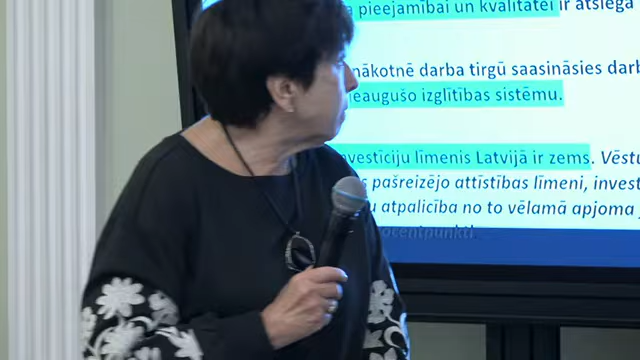 pieejamībai un kvalitātei ir atslēga
nākotnē darba tirgū saasināsies
pieaugušo izglītības sistēmu.
investīciju līmenis Latvijā ir zems. Vēstu
pašreizējo attīstības līmeni, invest
atpalicība no to vēlamā apjoma
procentpunkti